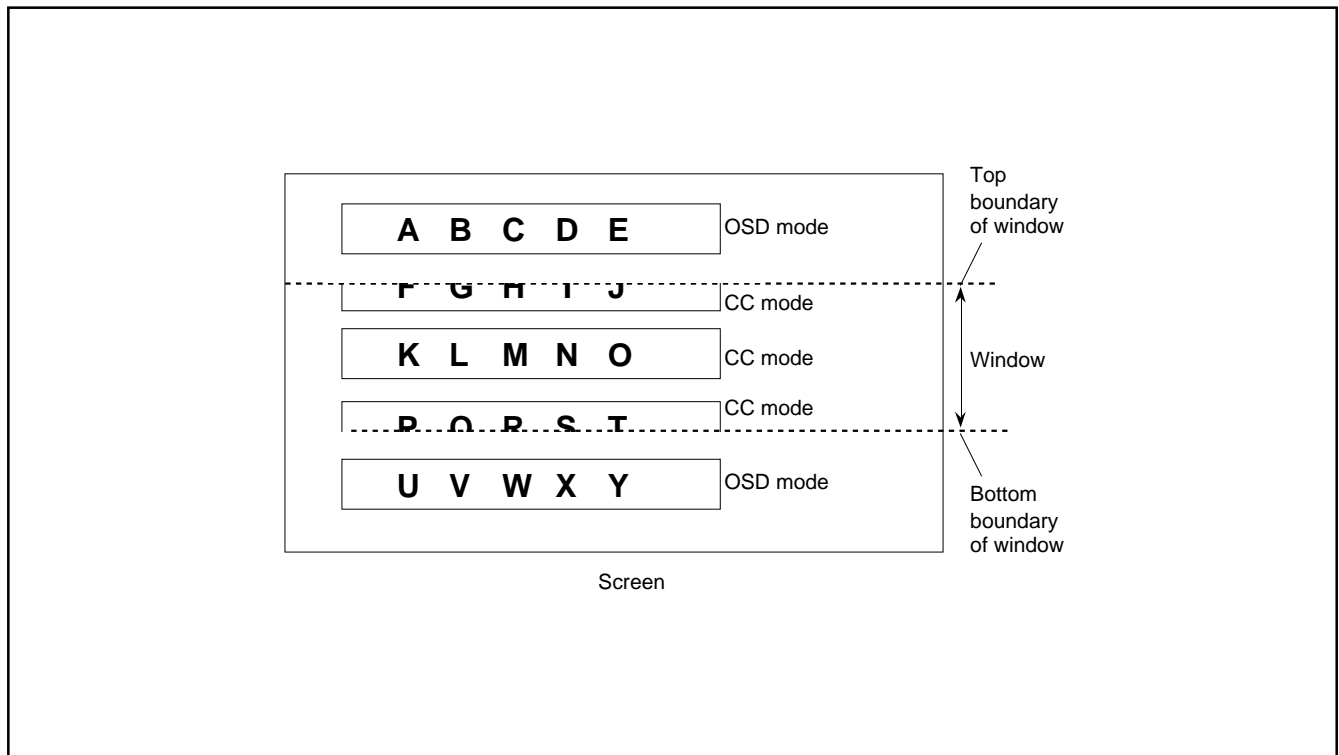 Top
boundary
of window
A B C D E
OSD mode
F G H I J
CC mode
K L M N O
CC mode
Window
CC mode
P Q R S T
U V W X Y
OSD mode
Bottom
boundary
of window
Screen